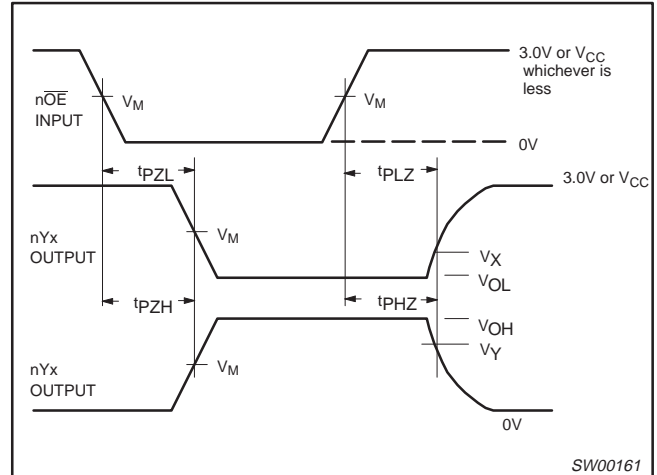 3.0V or VCC
whichever is
less
nOE
INPUT
VM
VM
0V
tPZL
tPLZ
3.0V or VCC
nYx
OUTPUT
VM
VX
VOL
tPZH
tPHZ
VOH
VY
nYx
OUTPUT
VM
0V
SW00161